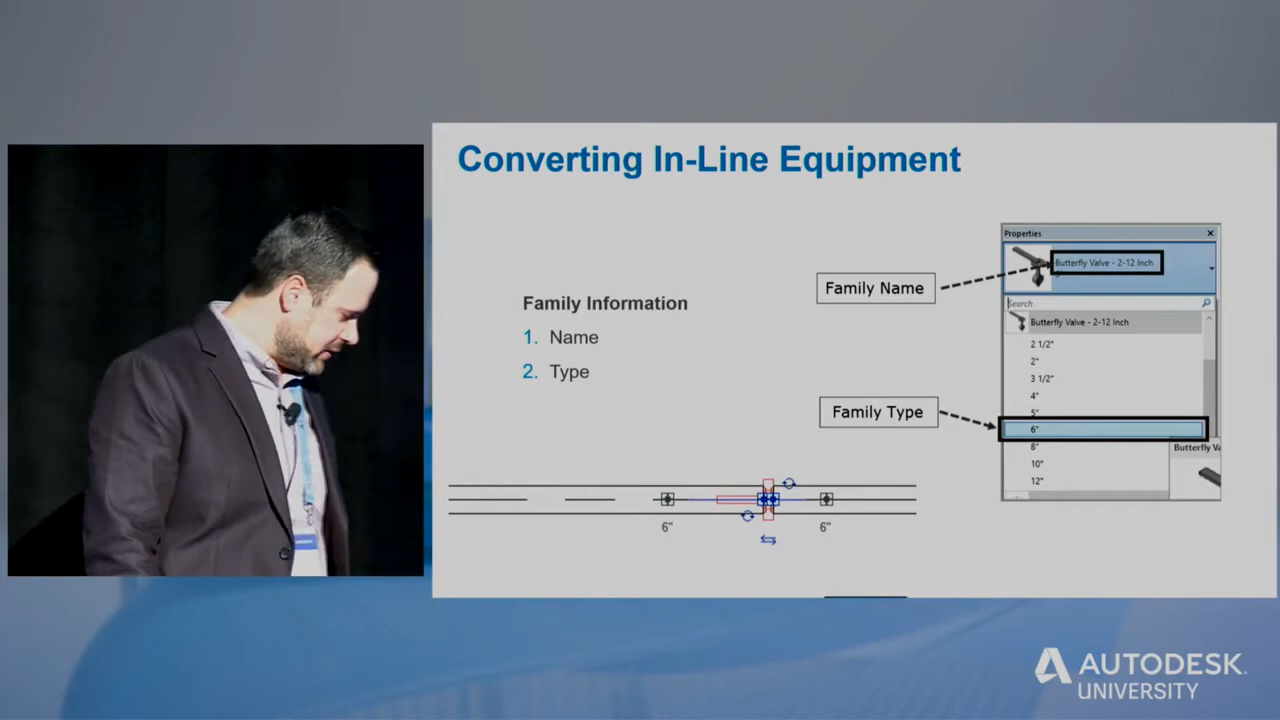 Converting In-Line Equipment
Family Information
1. Name
2. Type
Family Name
Family Type
Properties
Butterfly Valve - 2-12 Inch
Search
Butterfly Valve - 2-12 Inch
2 1/2"
2"
3 1/2"
4"
5"
6"
8"
10"
12"
Butterfly Va
6"
6"
AUTODESK
UNIVERSITY